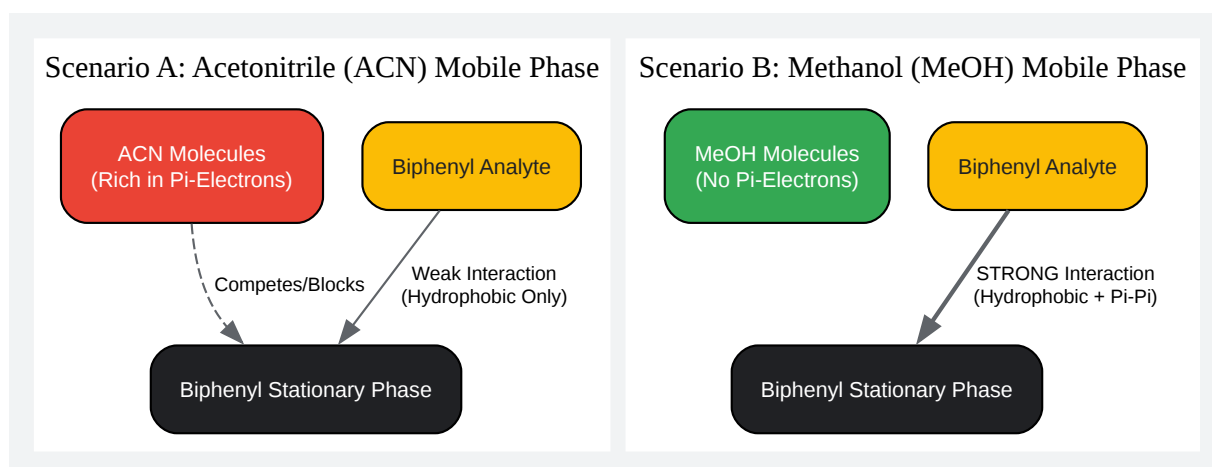 Scenario A: Acetonitrile (ACN) Mobile Phase
ACN Molecules
(Rich in Pi-Electrons)
Biphenyl Analyte
Competes/Blocks
Weak Interaction
(Hydrophobic Only)
Biphenyl Stationary Phase
Scenario B: Methanol (MeOH) Mobile Phase
MeOH Molecules
(No Pi-Electrons)
Biphenyl Analyte
STRONG Interaction
(Hydrophobic + Pi-Pi)
Biphenyl Stationary Phase